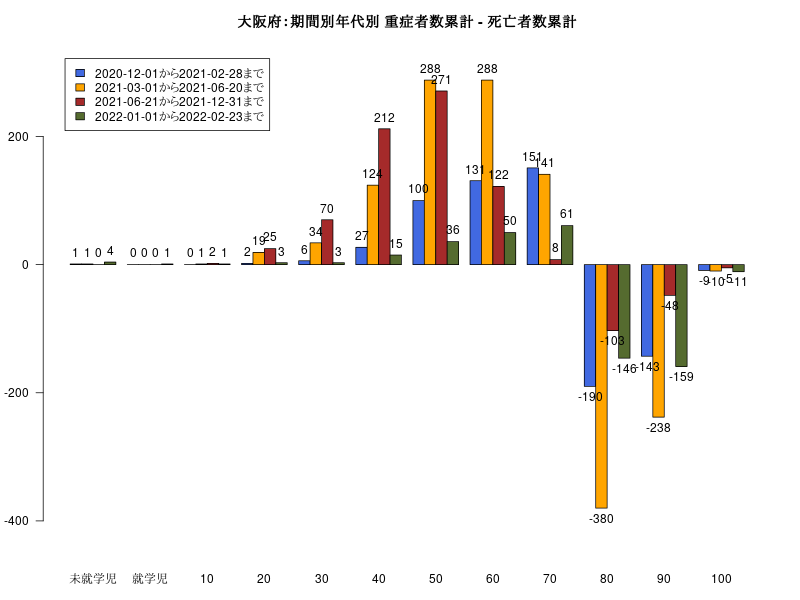 大阪府：期間別年代別 重症者数累計 - 死亡者数累計
2020-12-01から2021-02-28まで
2021-03-01から2021-06-20まで
2021-06-21から2021-12-31まで
2022-01-01から2022-02-23まで
200
0
-200
-400
1 1 0 4
0 0 0 1
0 1 2 1
2 19 25 3
6 34 70 3
27 124 212 15
100 288 271 36
131 288 122 50
151 141 8 61
-190 -380 -103 -146
-143 -238 -48 -159
-9 -10 -5 -11
未就学児 就学児 10 20 30 40 50 60 70 80 90 100